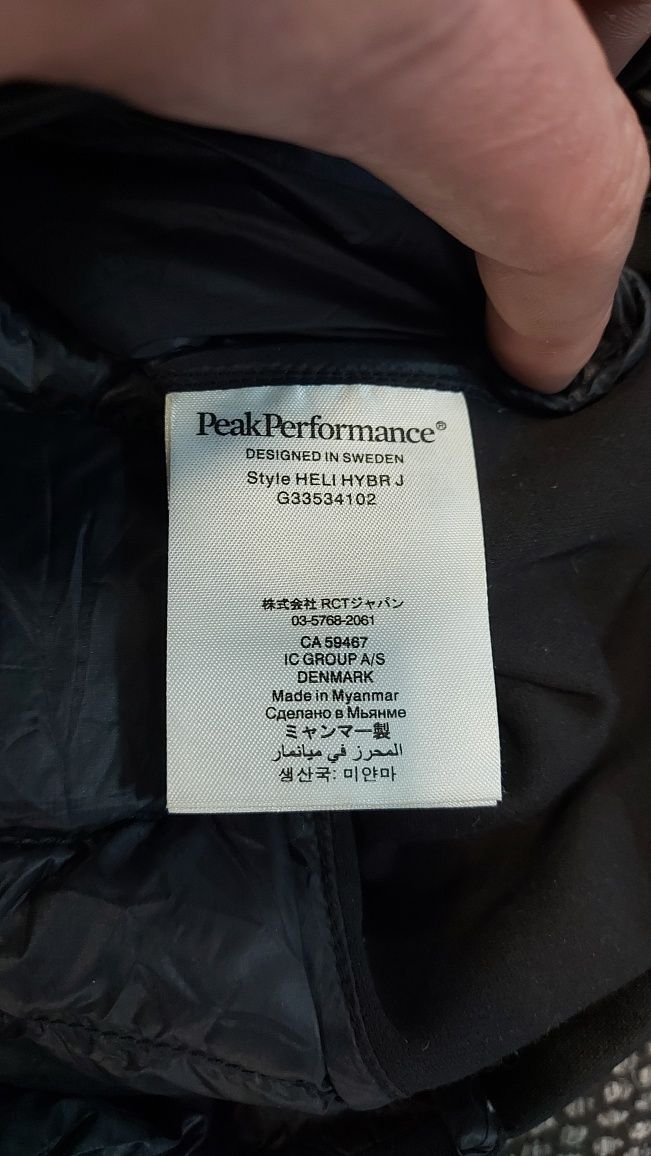 PeakPerformance®
DESIGNED IN SWEDEN
Style HELI HYBR J
G33534102
株式会社 RCTジャパン
03-5768-2061
CA 59467
IC GROUP A/S
DENMARK
Made in Myanmar
Сделано в Мьянме
ミャンマー製
المحرز في ميانمار
생산국: 미얀마